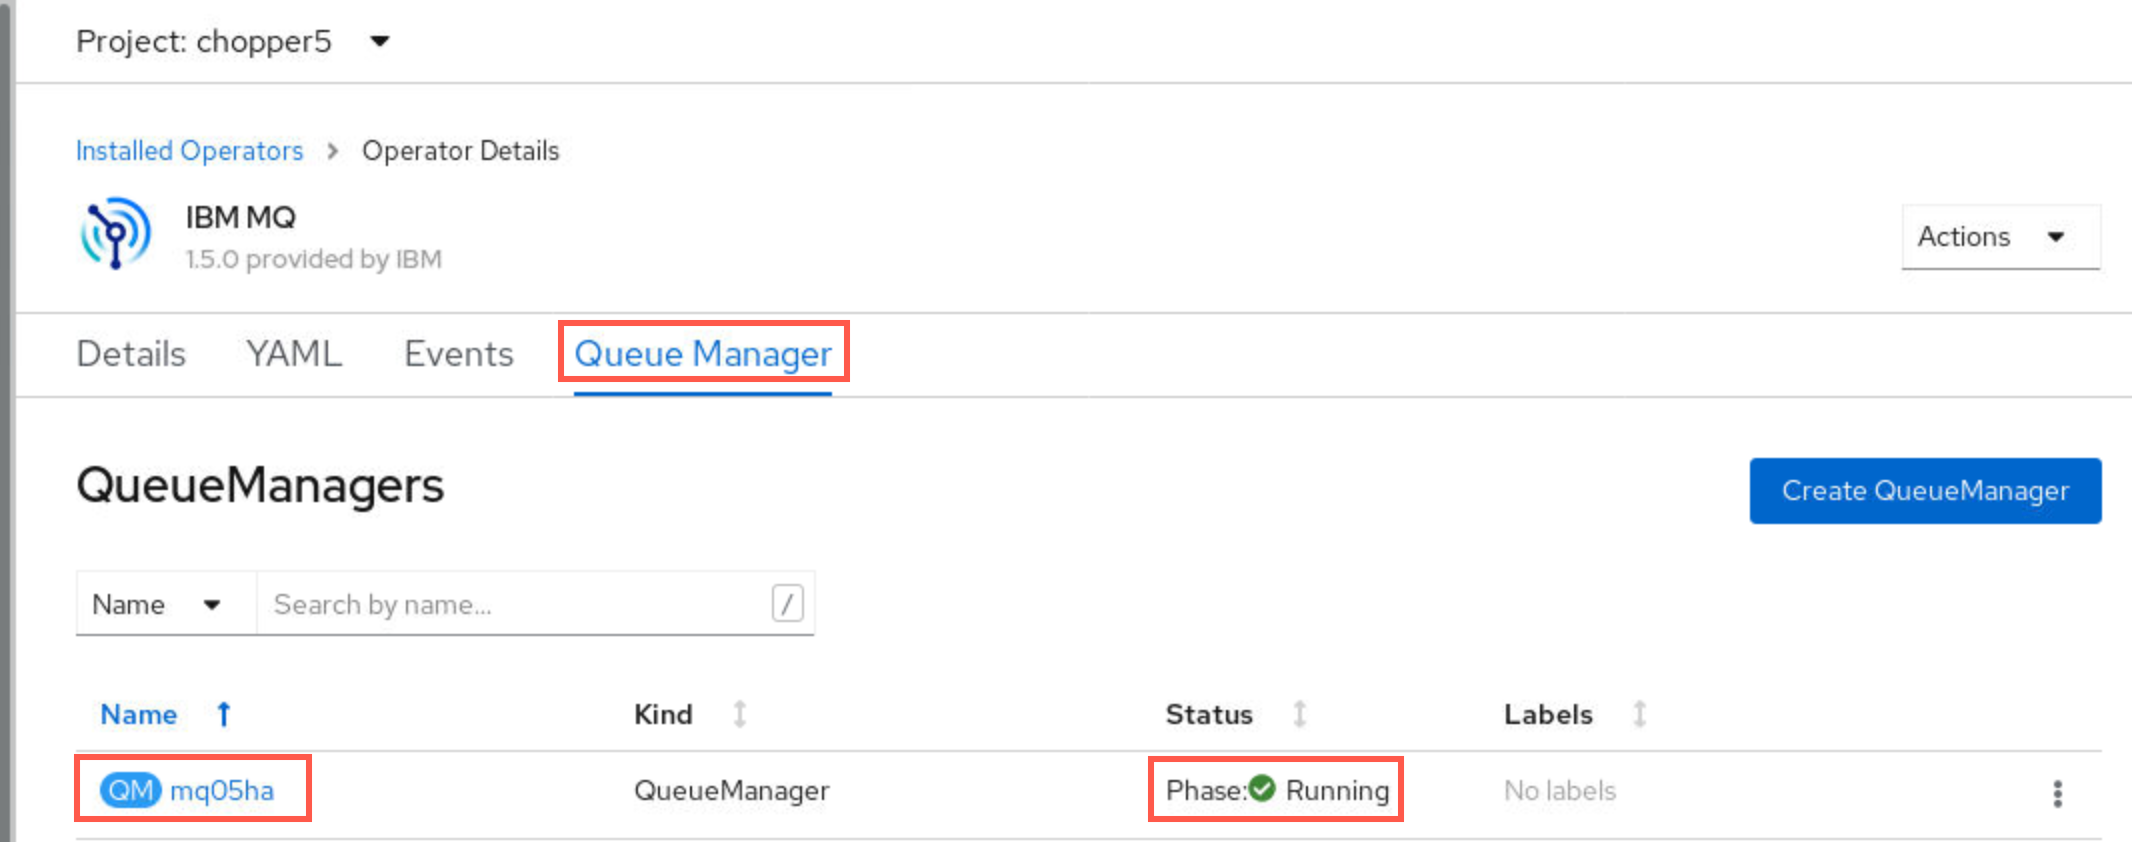 Project: chopper5
Installed Operators > Operator Details
IBM MQ
1.5.0 provided by IBM
Actions
Details YAML Events Queue Manager
QueueManagers
Create QueueManager
Name Search by name... /
Name Kind Status Labels
QM mq05ha QueueManager Phase: Running No labels